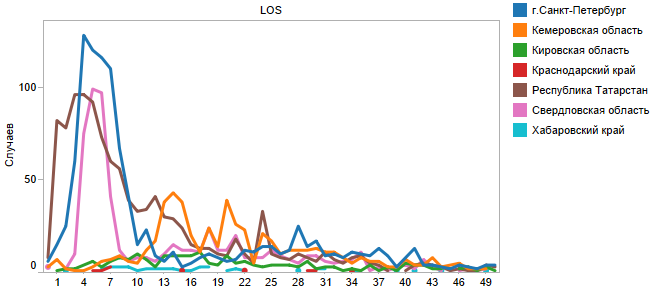 LOS
Случаев
100
50
0
1 4 7 10 13 16 19 22 25 28 31 34 37 40 43 46 49
г.Санкт-Петербург
Кемеровская область
Кировская область
Краснодарский край
Республика Татарстан
Свердловская область
Хабаровский край